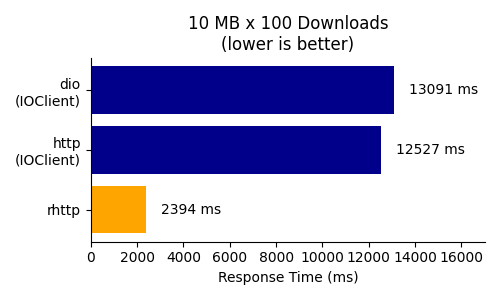 10 MB x 100 Downloads
(lower is better)
dio
(IOClient)
13091 ms
http
(IOClient)
12527 ms
rhttp
2394 ms
0 2000 4000 6000 8000 10000 12000 14000 16000
Response Time (ms)